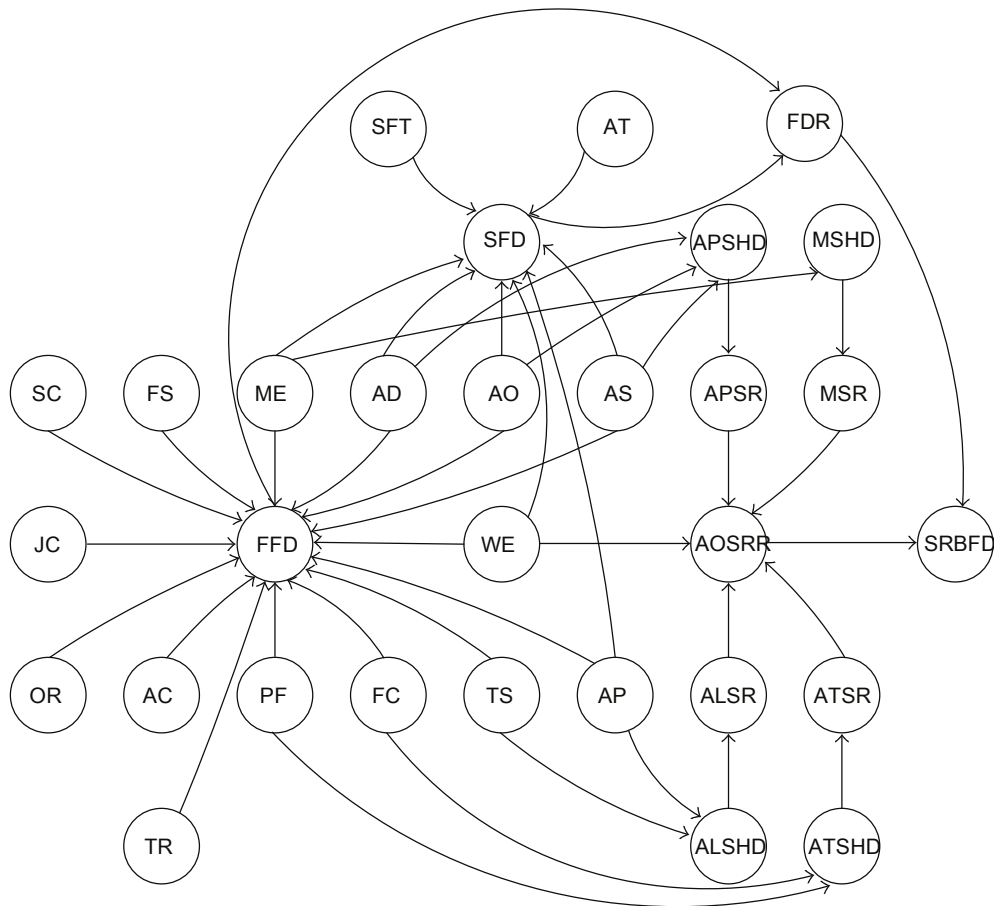 SFT
AT
FDR
SFD
APSHD
MSHD
SC
FS
ME
AD
AO
AS
APSR
MSR
JC
FFD
WE
AOSRR
SRBFD
OR
AC
PF
FC
TS
AP
ALSR
ATSR
TR
ALSHD
ATSHD